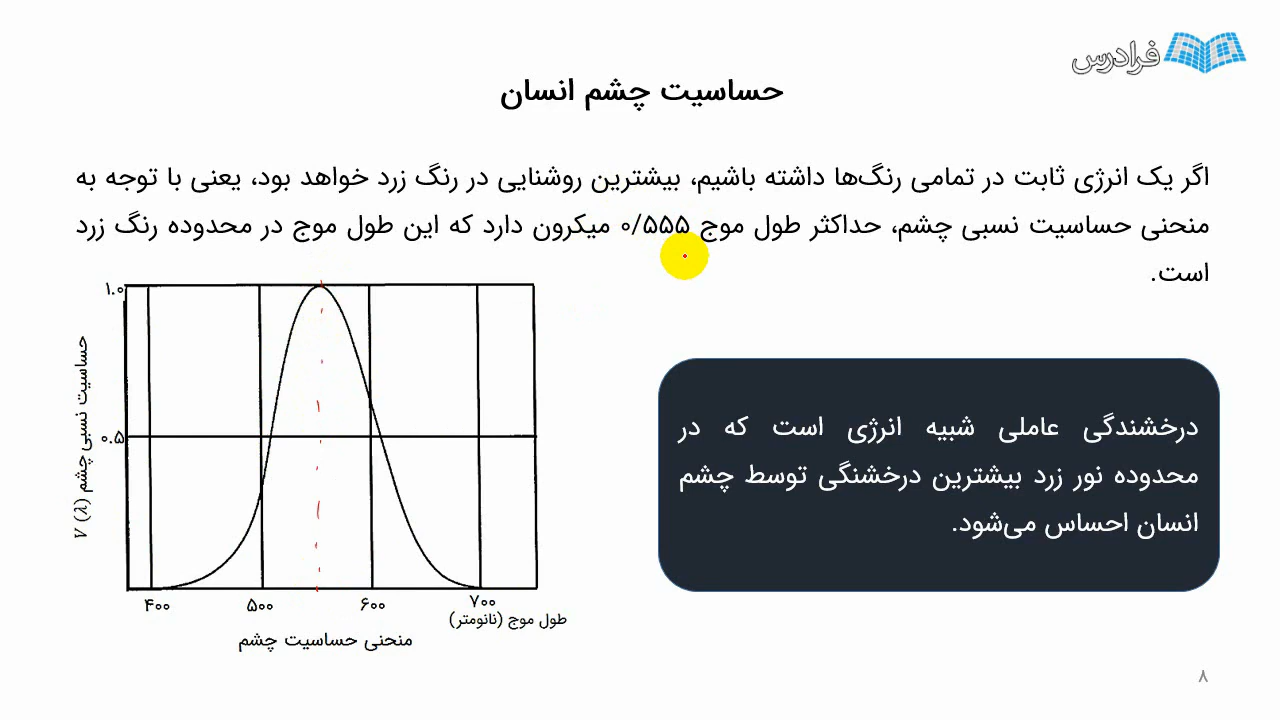 فرادرس
حساسیت چشم انسان
اگر یک انرژی ثابت در تمامی رنگ‌ها داشته باشیم، بیشترین روشنایی در رنگ زرد خواهد بود، یعنی با توجه به
منحنی حساسیت نسبی چشم، حداکثر طول موج ۰/۵۵۵ میکرون دارد که این طول موج در محدوده رنگ زرد
است.
درخشندگی عاملی شبیه انرژی است که در
محدوده نور زرد بیشترین درخشنگی توسط چشم
انسان احساس می‌شود.
حساسیت نسبی چشم V (λ)
۱.۰
۰.۵
۴۰۰ ۵۰۰ ۶۰۰ ۷۰۰
طول موج (نانومتر)
منحنی حساسیت چشم
۸